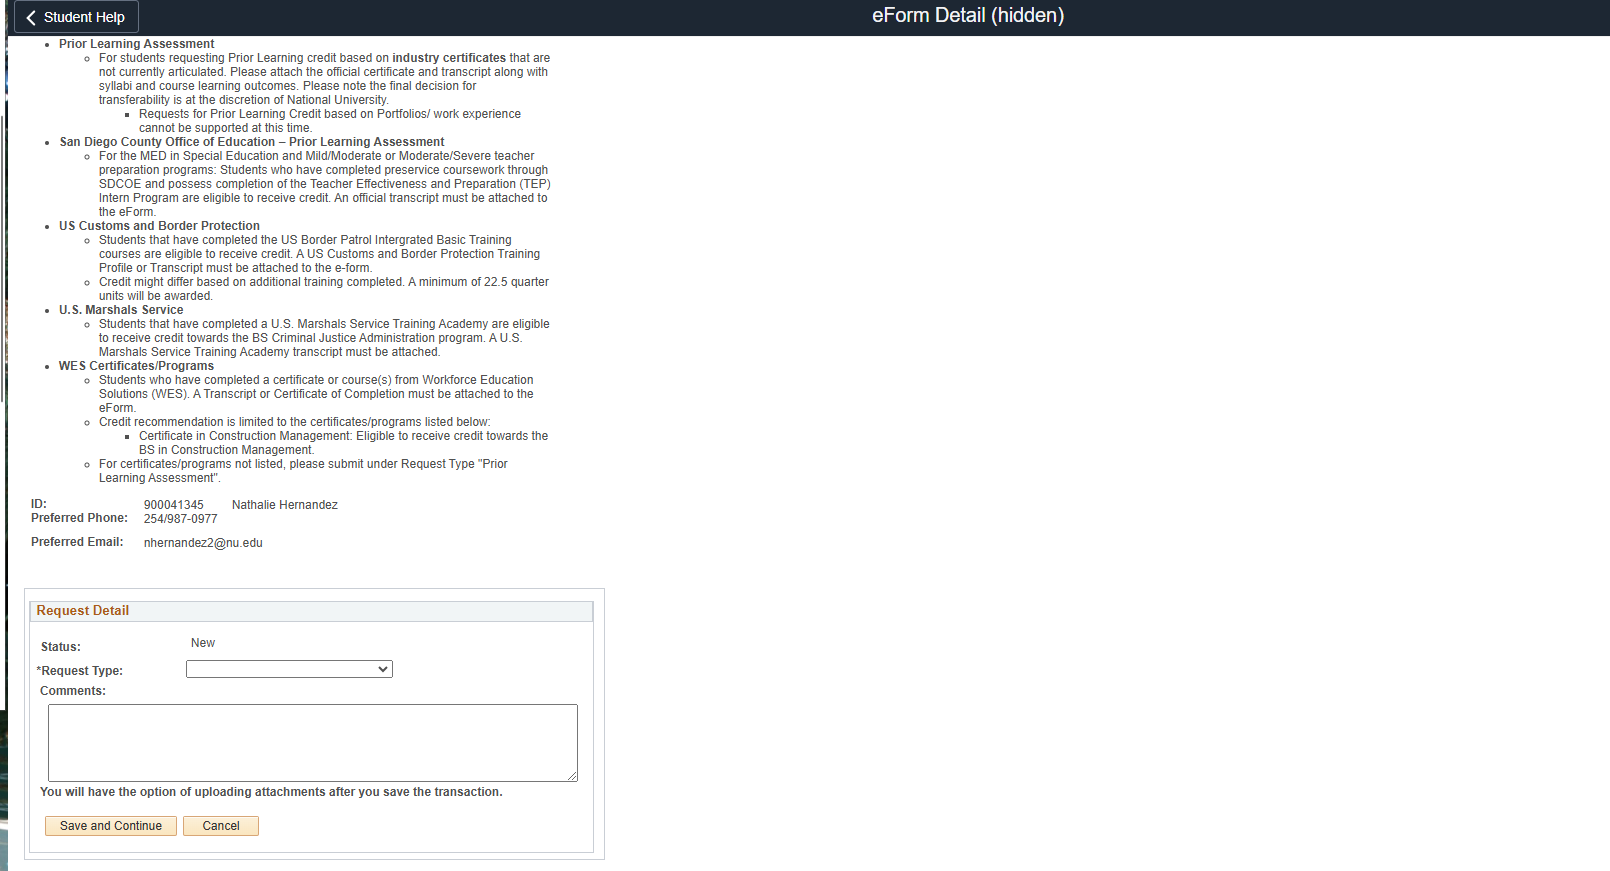 Student Help
eForm Detail (hidden)
Prior Learning Assessment
For students requesting Prior Learning credit based on industry certificates that are
not currently articulated. Please attach the official certificate and transcript along with
syllabi and course learning outcomes. Please note the final decision for
transferability is at the discretion of National University.
Requests for Prior Learning Credit based on Portfolios/ work experience
cannot be supported at this time.
San Diego County Office of Education – Prior Learning Assessment
For the MED in Special Education and Mild/Moderate or Moderate/Severe teacher
preparation programs: Students who have completed preservice coursework through
SDCOE and possess completion of the Teacher Effectiveness and Preparation (TEP)
Intern Program are eligible to receive credit. An official transcript must be attached to
the eForm.
US Customs and Border Protection
Students that have completed the US Border Patrol Intergrated Basic Training
courses are eligible to receive credit. A US Customs and Border Protection Training
Profile or Transcript must be attached to the e-form.
Credit might differ based on additional training completed. A minimum of 22.5 quarter
units will be awarded.
U.S. Marshals Service
Students that have completed a U.S. Marshals Service Training Academy are eligible
to receive credit towards the BS Criminal Justice Administration program. A U.S.
Marshals Service Training Academy transcript must be attached.
WES Certificates/Programs
Students who have completed a certificate or course(s) from Workforce Education
Solutions (WES). A Transcript or Certificate of Completion must be attached to the
eForm.
Credit recommendation is limited to the certificates/programs listed below:
Certificate in Construction Management: Eligible to receive credit towards the
BS in Construction Management.
For certificates/programs not listed, please submit under Request Type "Prior
Learning Assessment".
ID: 900041345 Nathalie Hernandez
Preferred Phone: 254/987-0977
Preferred Email: nhernandez2@nu.edu
Request Detail
Status: New
*Request Type:
Comments:
You will have the option of uploading attachments after you save the transaction.
Save and Continue Cancel